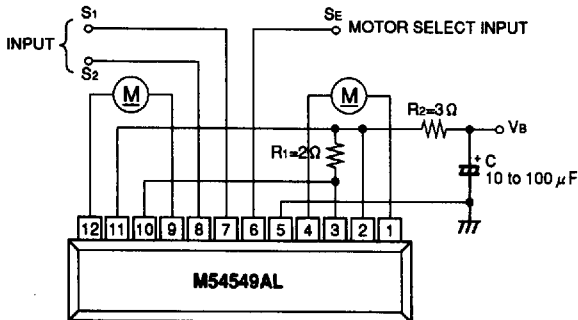 S1
SE MOTOR SELECT INPUT
INPUT
S2
M
M
R2=3Ω
VB
R1=2Ω
+ C
10 to 100 μF
12 11 10 9 8 7 6 5 4 3 2 1
M54549AL